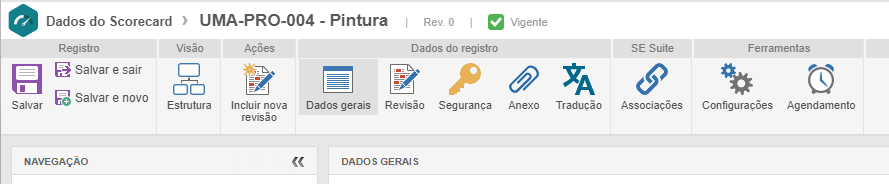 Dados do Scorecard > UMA-PRO-004 - Pintura | Rev. 0 | Vigente
Registro Visão Ações Dados do registro SE Suite Ferramentas
Salvar e sair
Salvar e novo
Salvar Estrutura Incluir nova revisão Dados gerais Revisão Segurança Anexo Tradução Associações Configurações Agendamento
NAVEGAÇÃO DADOS GERAIS